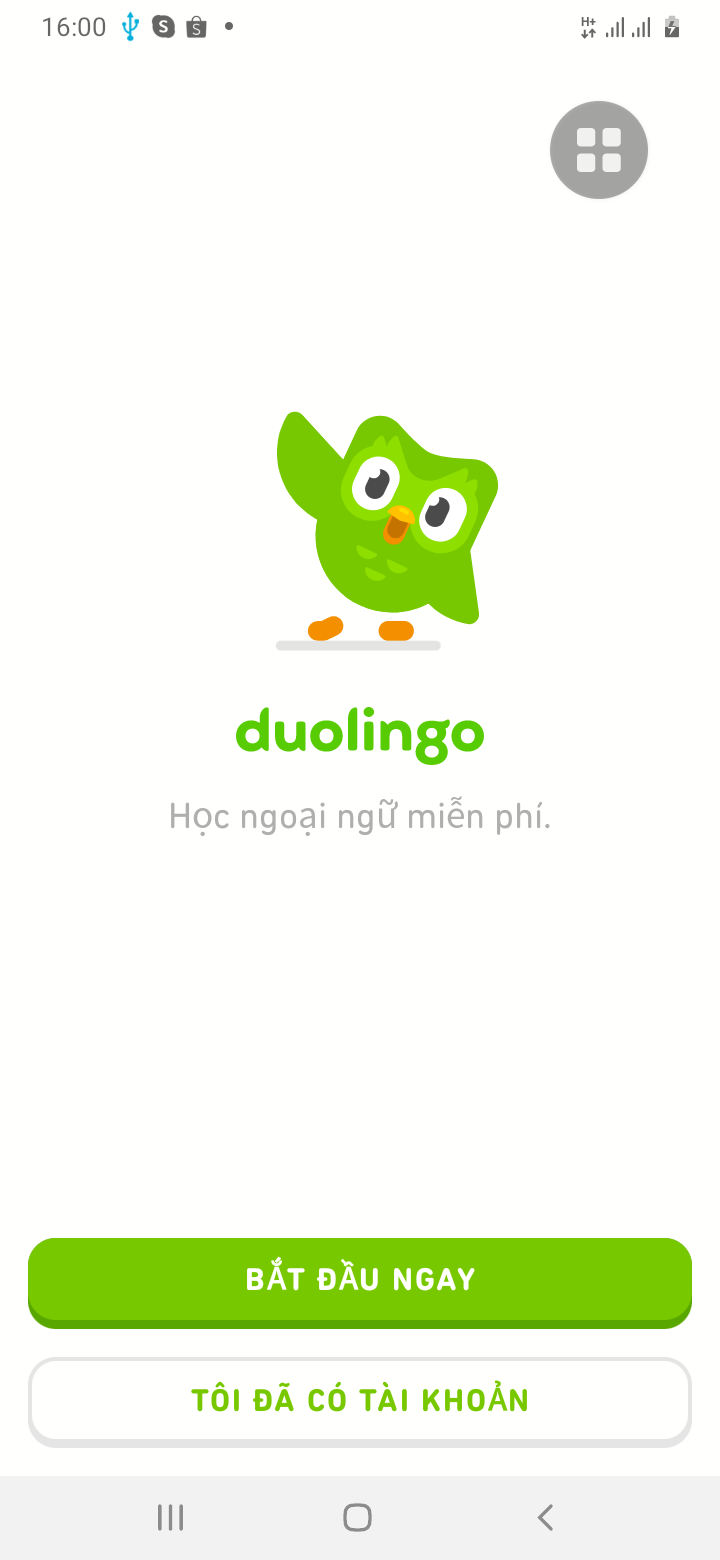 16:00
H+
duolingo
Học ngoại ngữ miễn phí.
BẮT ĐẦU NGAY
TÔI ĐÃ CÓ TÀI KHOẢN